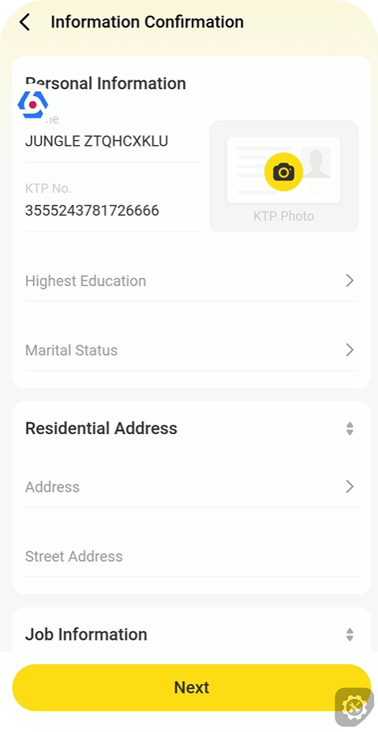 Information Confirmation
Personal Information
JUNGLE ZTQHCXKLU
KTP No.
3555243781726666
KTP Photo
Highest Education
Marital Status
Residential Address
Address
Street Address
Job Information
Next